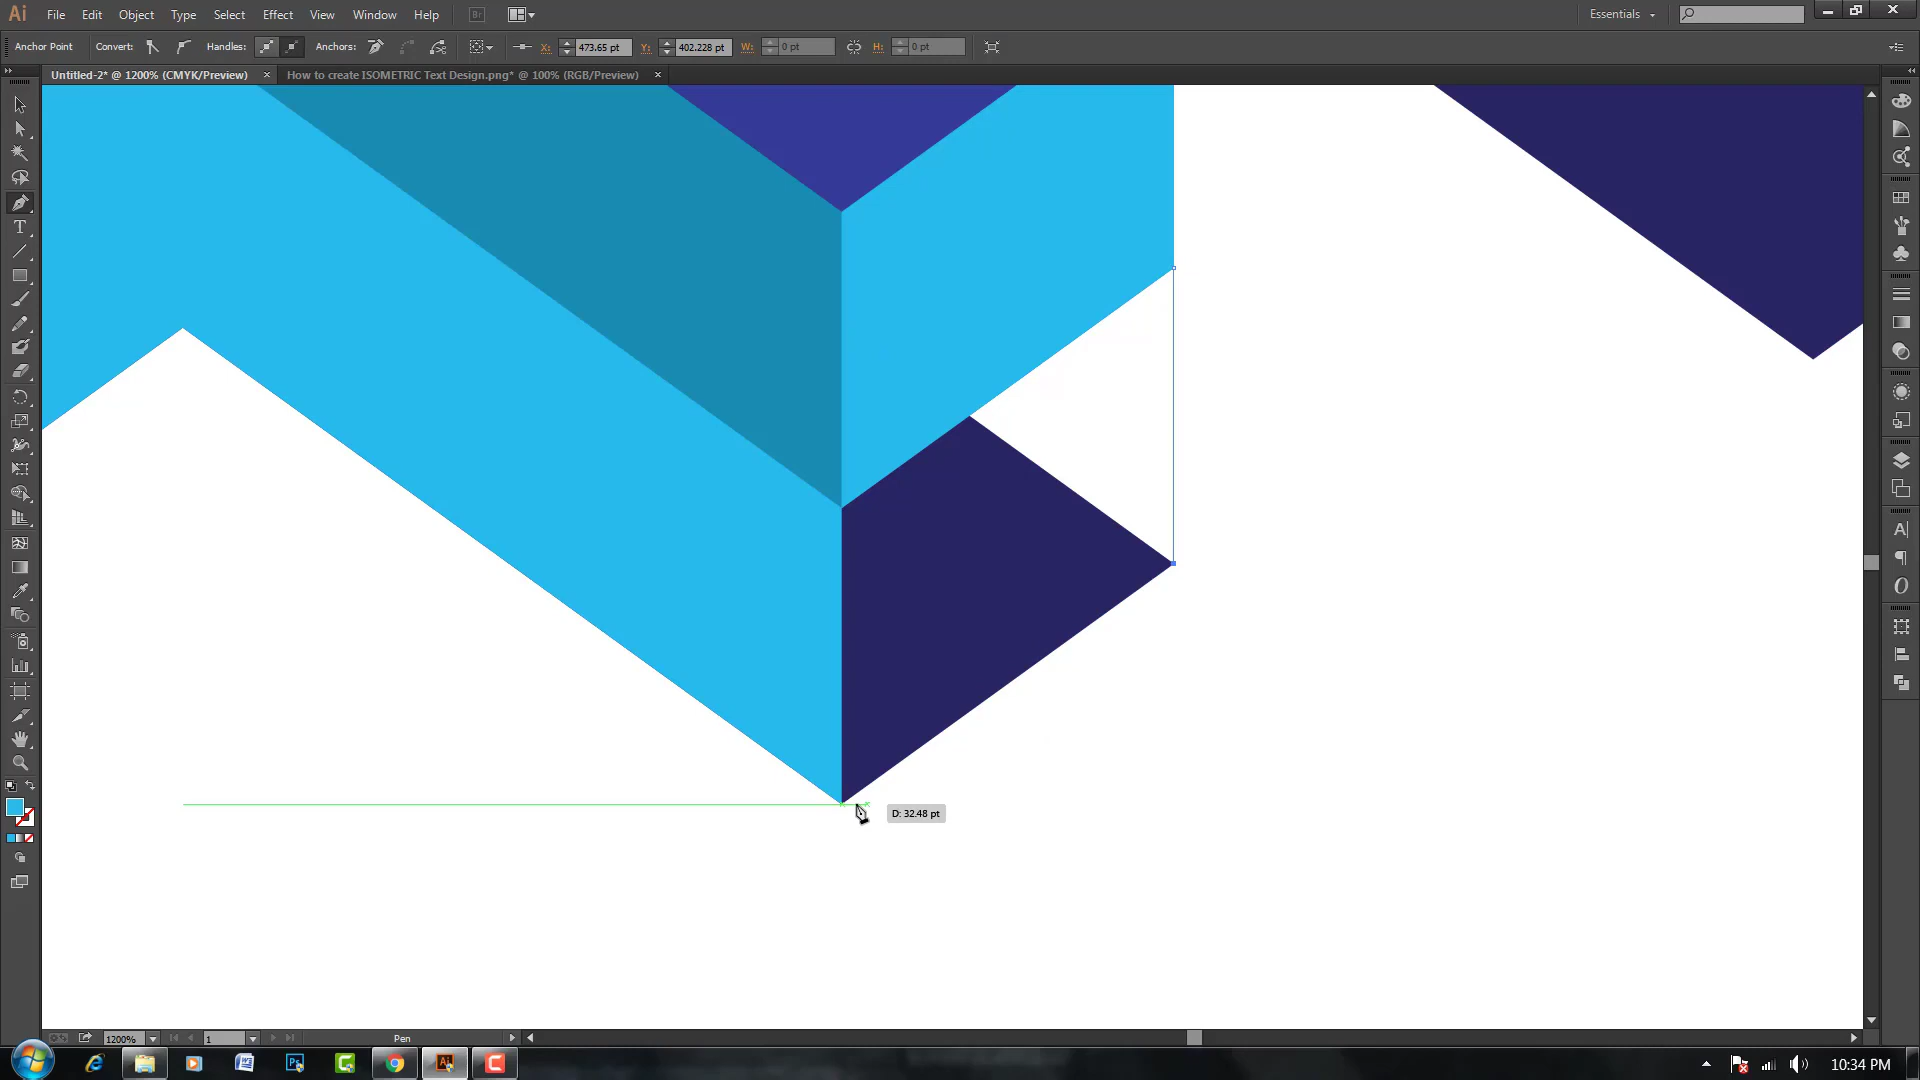 Ai File Edit Object Type Select Effect View Window Help Br Essentials
Anchor Point Convert: Handles: Anchors: X: 473.65 pt Y: 402.228 pt W: 0 pt H: 0 pt
Untitled-2* @ 1200% (CMYK/Preview) × How to create ISOMETRIC Text Design.png* @ 100% (RGB/Preview) ×
D: 32.48 pt
1200% 1 Pen
10:34 PM